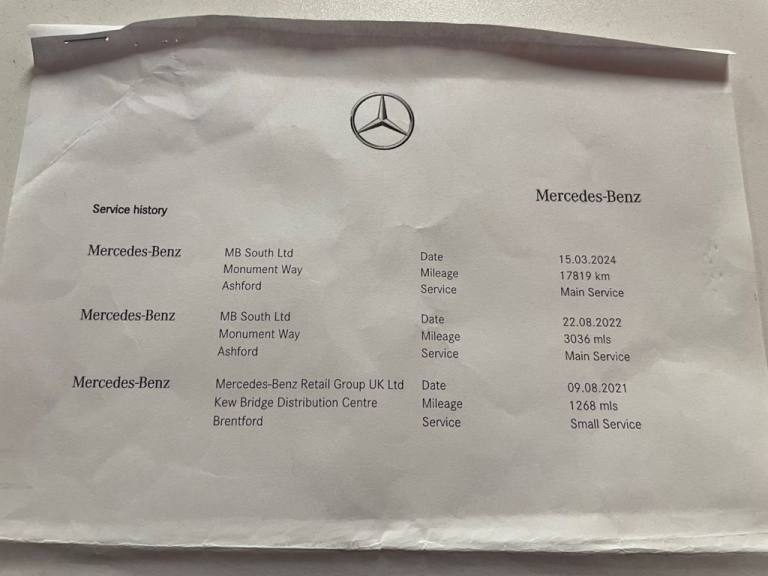 Mercedes-Benz
Service history
Mercedes-Benz MB South Ltd Date 15.03.2024
Monument Way Mileage 17819 km
Ashford Service Main Service
Mercedes-Benz MB South Ltd Date 22.08.2022
Monument Way Mileage 3036 mls
Ashford Service Main Service
Mercedes-Benz Mercedes-Benz Retail Group UK Ltd Date 09.08.2021
Kew Bridge Distribution Centre Mileage 1268 mls
Brentford Service Small Service